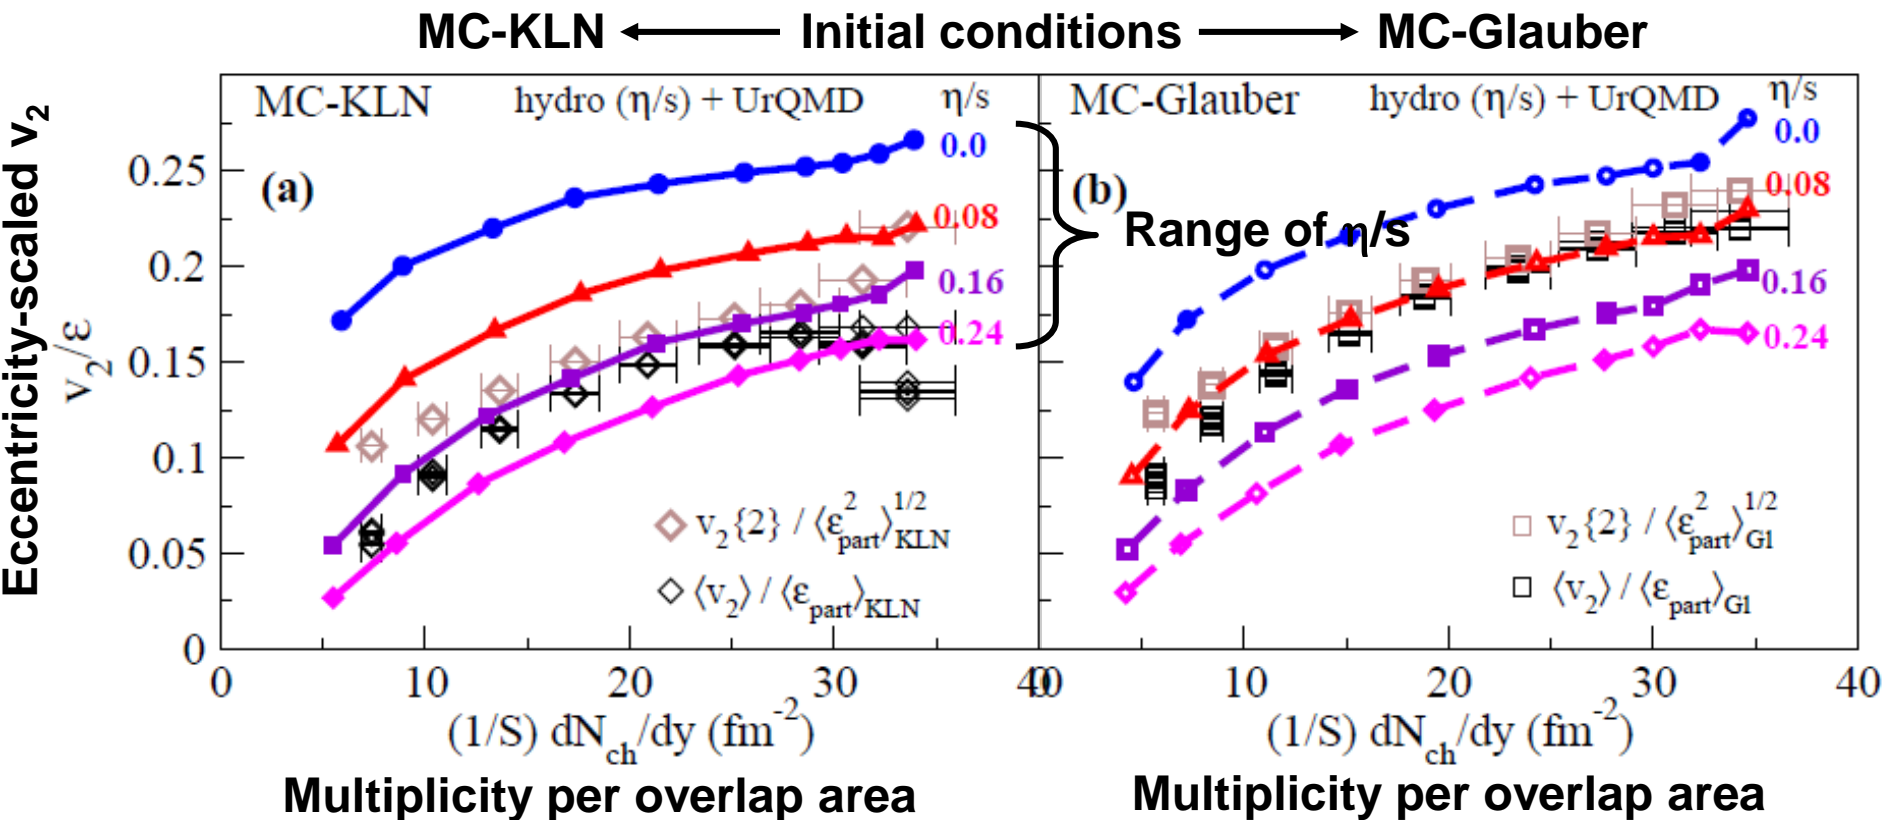 MC-KLN Initial conditions MC-Glauber
Eccentricity-scaled v₂
v₂/ε
MC-KLN hydro (η/s) + UrQMD η/s
0.0
(a)
0.08
0.16
0.24
0.25
0.2
0.15
0.1
0.05
0
v₂{2} / ⟨ε²part⟩^1/2 KLN
⟨v₂⟩ / ⟨εpart⟩KLN
0 10 20 30 40
(1/S) dNch/dy (fm⁻²)
Multiplicity per overlap area
Range of η/s
MC-Glauber hydro (η/s) + UrQMD η/s
0.0
(b)
0.08
0.16
0.24
v₂{2} / ⟨ε²part⟩^1/2 Gl
⟨v₂⟩ / ⟨εpart⟩Gl
0 10 20 30 40
(1/S) dNch/dy (fm⁻²)
Multiplicity per overlap area